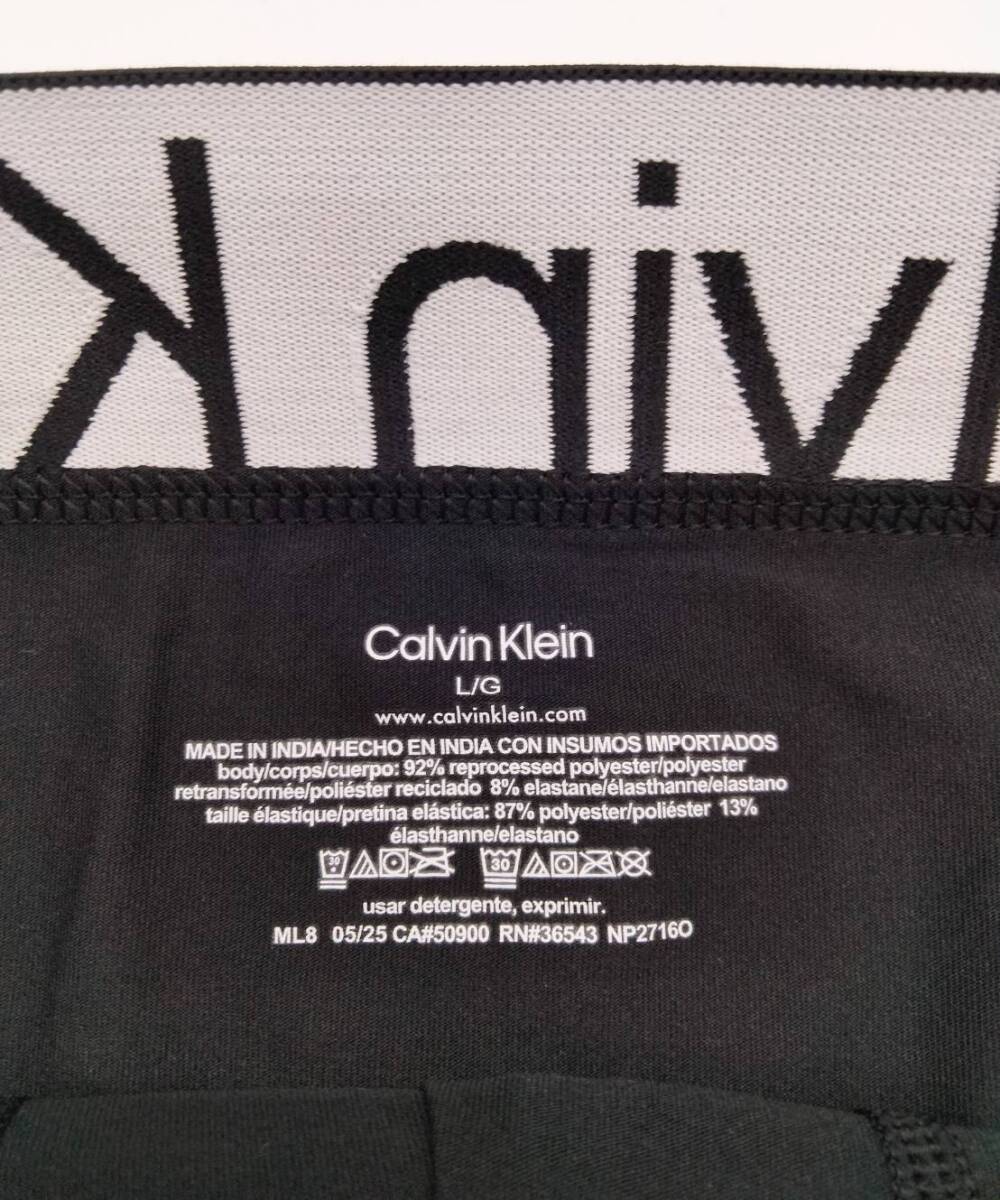 Calvin Klein
L/G
www.calvinklein.com
MADE IN INDIA/HECHO EN INDIA CON INSUMOS IMPORTADOS
body/corps/cuerpo: 92% reprocessed polyester/polyester
retransformée/poliéster reciclado 8% elastane/élasthanne/elastano
taille élastique/pretina elástica: 87% polyester/poliéster 13%
élasthanne/elastano
30 30
usar detergente, exprimir.
ML8 05/25 CA#50900 RN#36543 NP2716O